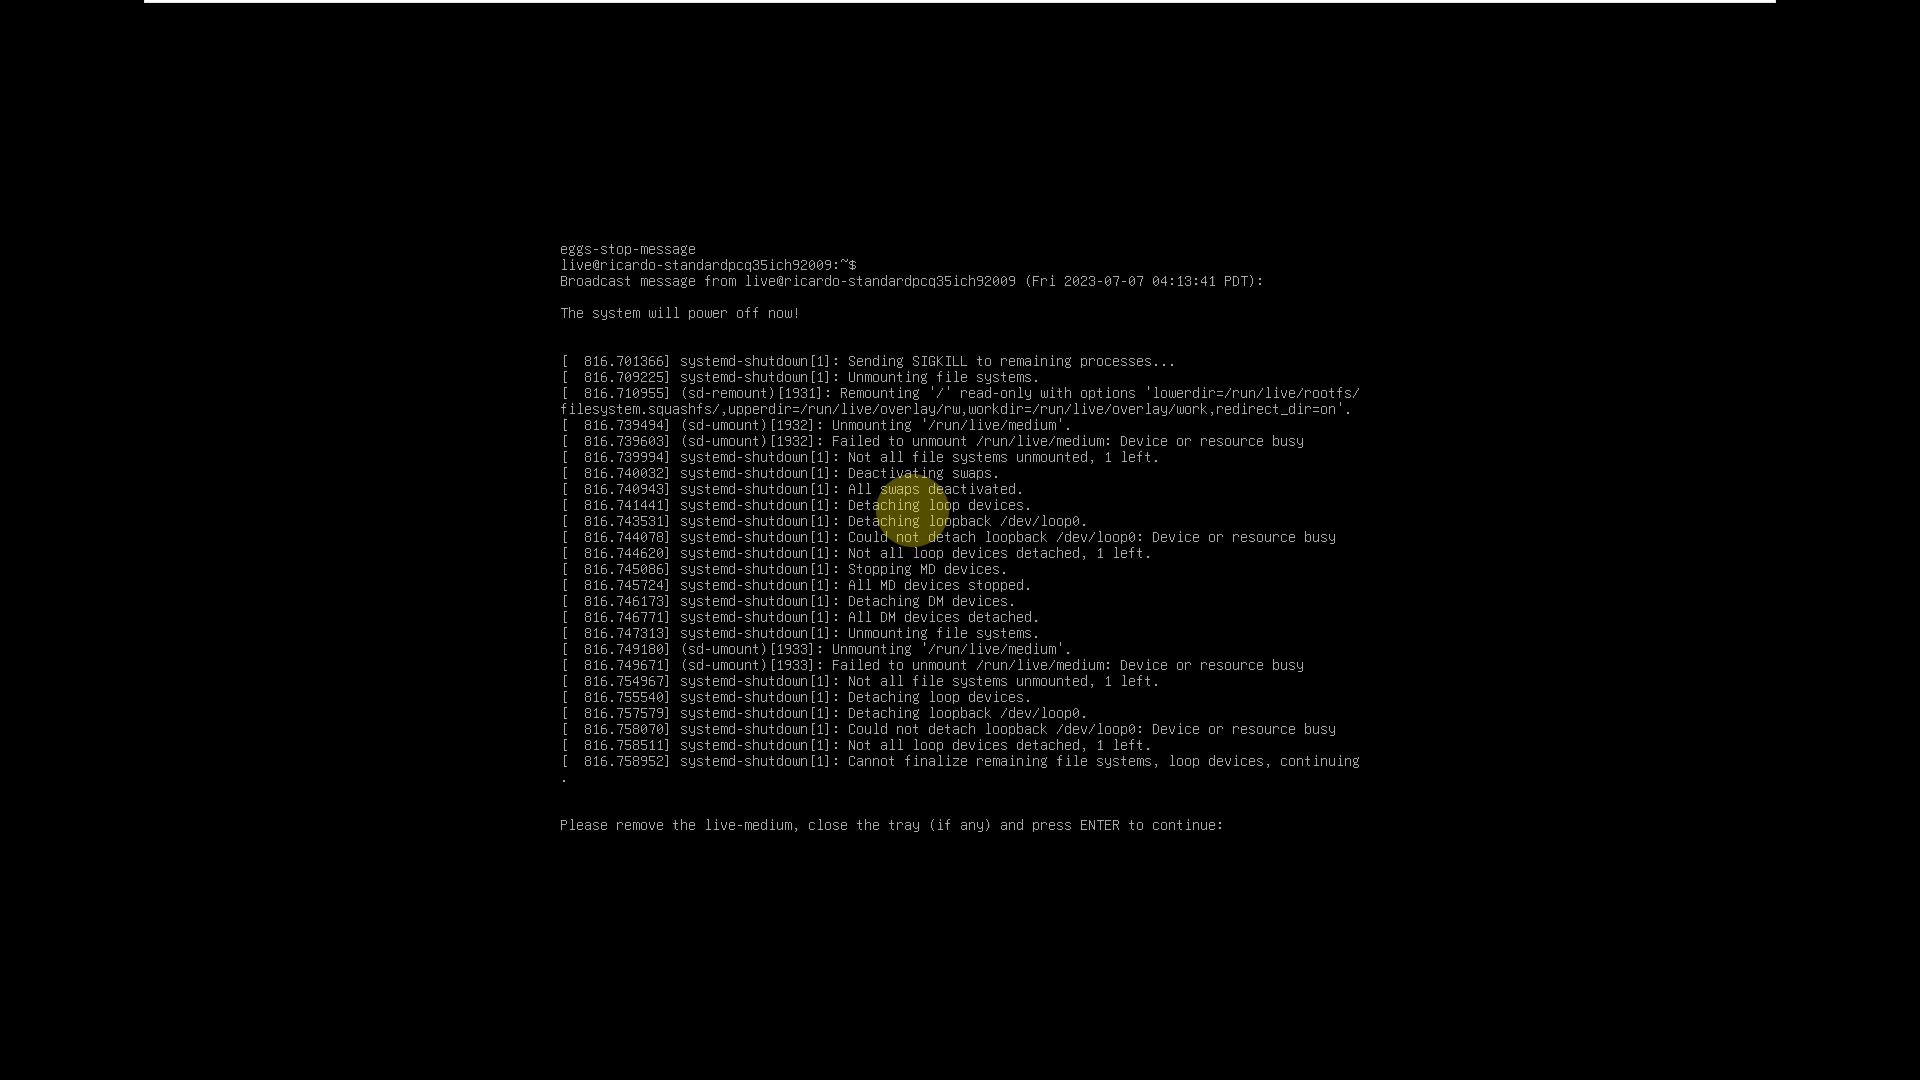 eggs-stop-message
live@ricardo-standardpcq35ich92009:~$
Broadcast message from live@ricardo-standardpcq35ich92009 (Fri 2023-07-07 04:13:41 PDT):
The system will power off now!
[  816.701366] systemd-shutdown[1]: Sending SIGKILL to remaining processes...
[  816.709225] systemd-shutdown[1]: Unmounting file systems.
[  816.710955] (sd-remount)[1931]: Remounting '/' read-only with options 'lowerdir=/run/live/rootfs/
filesystem.squashfs/,upperdir=/run/live/overlay/rw,workdir=/run/live/overlay/work,redirect_dir=on'.
[  816.739494] (sd-umount)[1932]: Unmounting '/run/live/medium'.
[  816.739603] (sd-umount)[1932]: Failed to unmount /run/live/medium: Device or resource busy
[  816.739994] systemd-shutdown[1]: Not all file systems unmounted, 1 left.
[  816.740032] systemd-shutdown[1]: Deactivating swaps.
[  816.740943] systemd-shutdown[1]: All swaps deactivated.
[  816.741441] systemd-shutdown[1]: Detaching loop devices.
[  816.743531] systemd-shutdown[1]: Detaching loopback /dev/loop0.
[  816.744078] systemd-shutdown[1]: Could not detach loopback /dev/loop0: Device or resource busy
[  816.744620] systemd-shutdown[1]: Not all loop devices detached, 1 left.
[  816.745086] systemd-shutdown[1]: Stopping MD devices.
[  816.745724] systemd-shutdown[1]: All MD devices stopped.
[  816.746173] systemd-shutdown[1]: Detaching DM devices.
[  816.746771] systemd-shutdown[1]: All DM devices detached.
[  816.747313] systemd-shutdown[1]: Unmounting file systems.
[  816.749180] (sd-umount)[1933]: Unmounting '/run/live/medium'.
[  816.749671] (sd-umount)[1933]: Failed to unmount /run/live/medium: Device or resource busy
[  816.754967] systemd-shutdown[1]: Not all file systems unmounted, 1 left.
[  816.755540] systemd-shutdown[1]: Detaching loop devices.
[  816.757579] systemd-shutdown[1]: Detaching loopback /dev/loop0.
[  816.758070] systemd-shutdown[1]: Could not detach loopback /dev/loop0: Device or resource busy
[  816.758511] systemd-shutdown[1]: Not all loop devices detached, 1 left.
[  816.758952] systemd-shutdown[1]: Cannot finalize remaining file systems, loop devices, continuing
.
Please remove the live-medium, close the tray (if any) and press ENTER to continue: